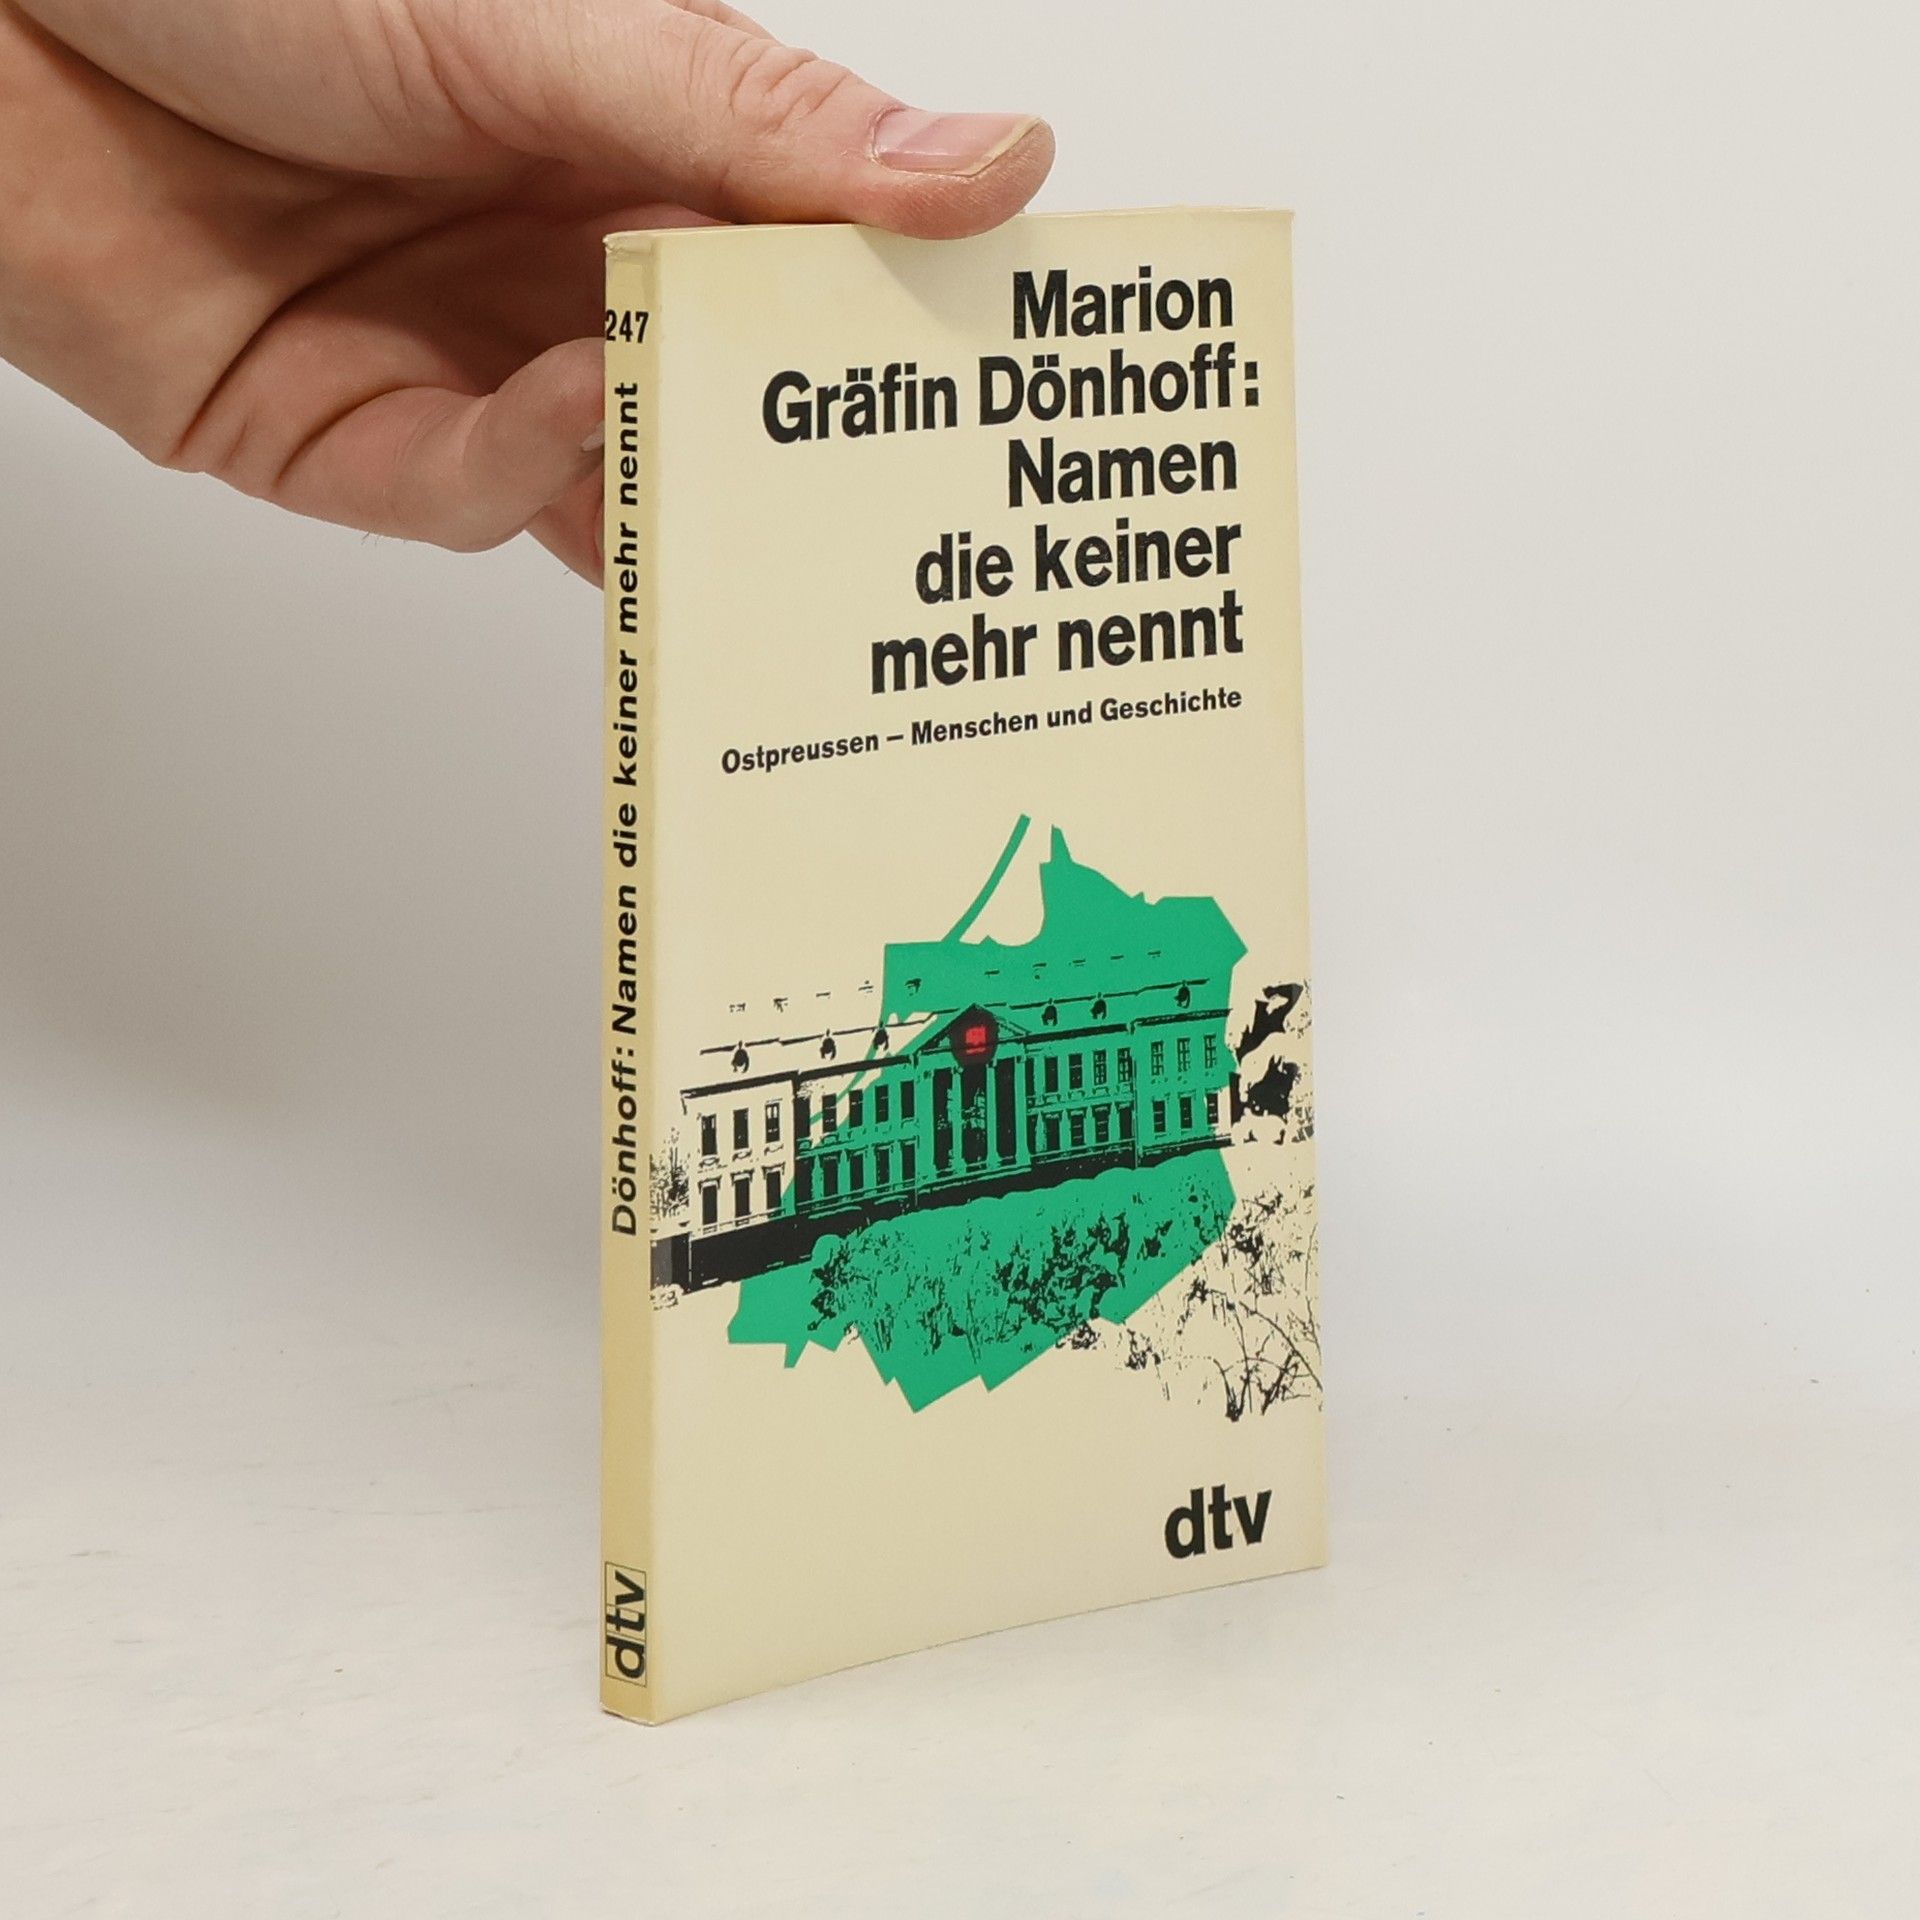 Marion
Gräfin Dönhoff:
Namen
die keiner
mehr nennt
Ostpreussen – Menschen und Geschichte
dtv
247
Dönhoff: Namen die keiner mehr nennt
dtv